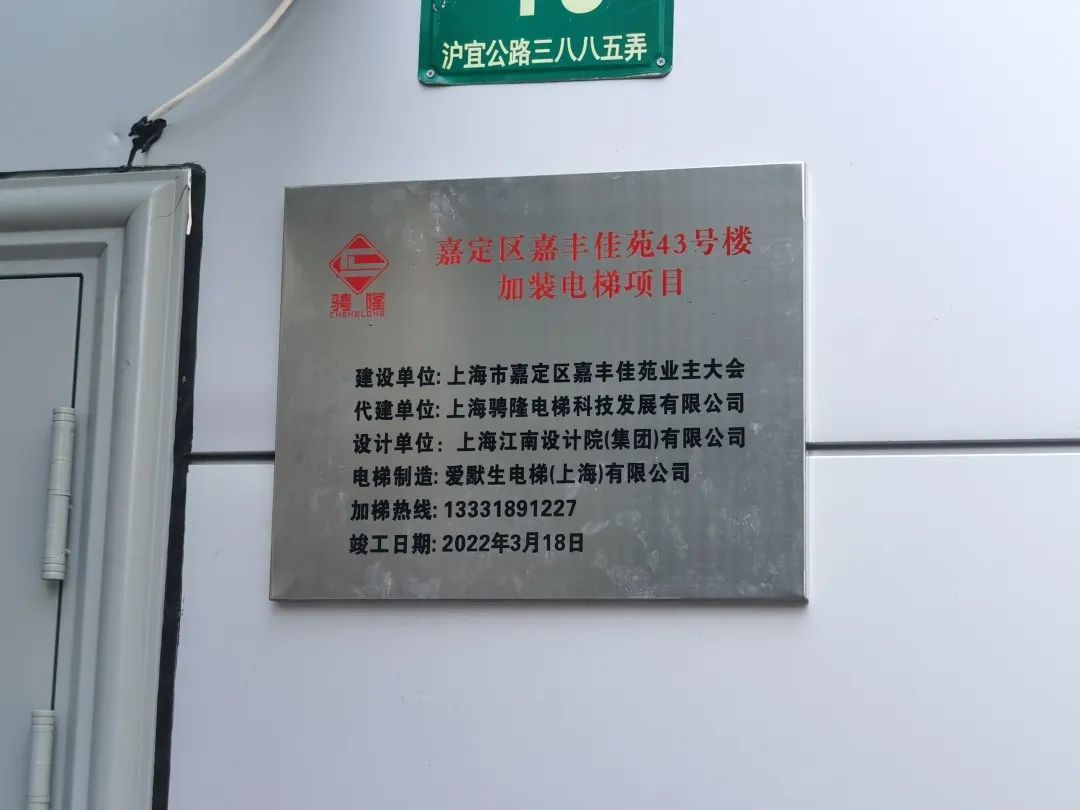 沪宜公路三八八五弄
嘉定区嘉丰佳苑43号楼
加装电梯项目
骋隆
CHENGLONG
建设单位: 上海市嘉定区嘉丰佳苑业主大会
代建单位: 上海骋隆电梯科技发展有限公司
设计单位: 上海江南设计院(集团)有限公司
电梯制造: 爱默生电梯(上海)有限公司
加梯热线: 13331891227
竣工日期: 2022年3月18日